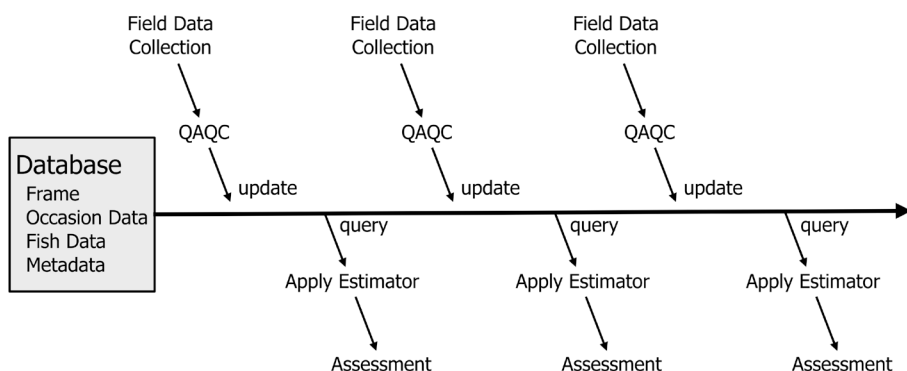 Field Data
Collection
Field Data
Collection
Field Data
Collection
QAQC
QAQC
QAQC
Database
Frame
Occasion Data
Fish Data
Metadata
update
update
update
query
query
query
Apply Estimator
Apply Estimator
Apply Estimator
Assessment
Assessment
Assessment